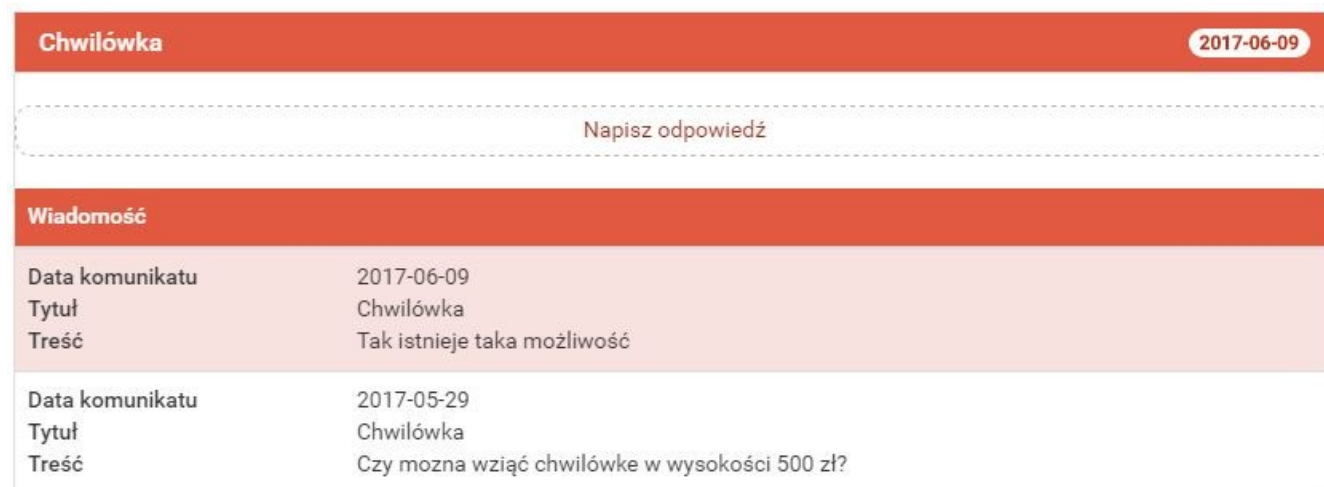 Chwilówka 2017-06-09
Napisz odpowiedź
Wiadomość
Data komunikatu 2017-06-09
Tytuł Chwilówka
Treść Tak istnieje taka możliwość
Data komunikatu 2017-05-29
Tytuł Chwilówka
Treść Czy mozna wziąć chwilówke w wysokości 500 zł?